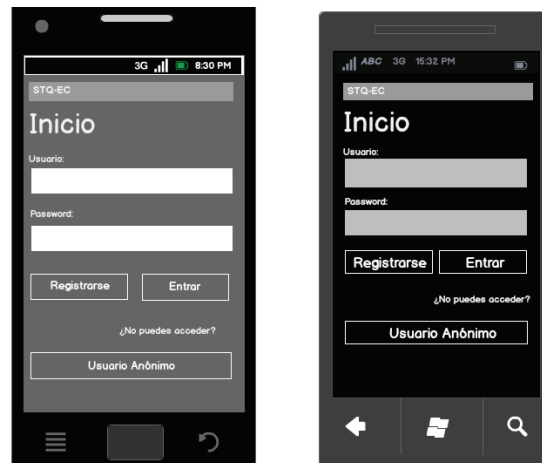 3G 8:30 PM
STQ-EC
Inicio
Usuario:
Password:
Registrarse Entrar
¿No puedes acceder?
Usuario Anónimo
ABC 3G 15:32 PM
STQ-EC
Inicio
Usuario:
Password:
Registrarse Entrar
¿No puedes acceder?
Usuario Anónimo